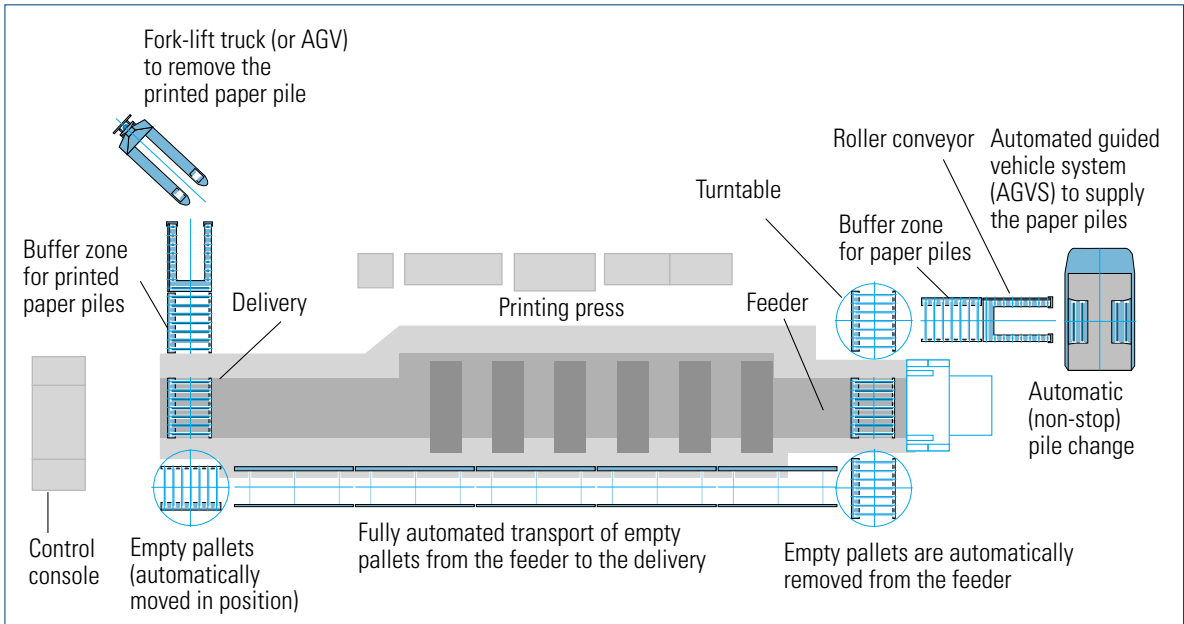 Fork-lift truck (or AGV)
to remove the
printed paper pile
Roller conveyor
Automated guided
vehicle system
(AGVS) to supply
the paper piles
Turntable
Buffer zone
for paper piles
Buffer zone
for printed
paper piles
Delivery
Printing press
Feeder
Automatic
(non-stop)
pile change
Control
console
Empty pallets
(automatically
moved in position)
Fully automated transport of empty
pallets from the feeder to the delivery
Empty pallets are automatically
removed from the feeder